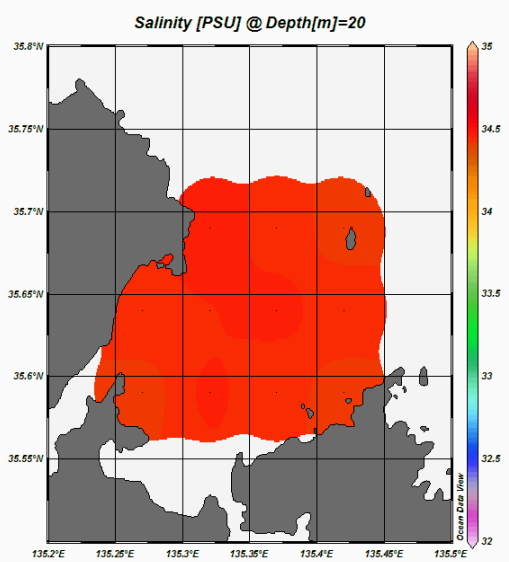 Salinity [PSU] @ Depth[m]=20
35.8°N
35.75°N
35.7°N
35.65°N
35.6°N
35.55°N
135.2°E
135.25°E
135.3°E
135.35°E
135.4°E
135.45°E
135.5°E
35
34.5
34
33.5
33
32.5
32
Ocean Data View